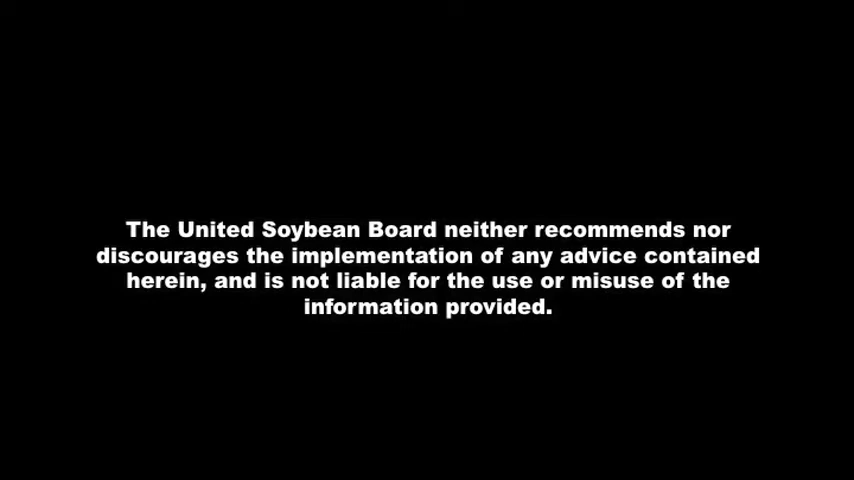 The United Soybean Board neither recommends nor
discourages the implementation of any advice contained
herein, and is not liable for the use or misuse of the
information provided.